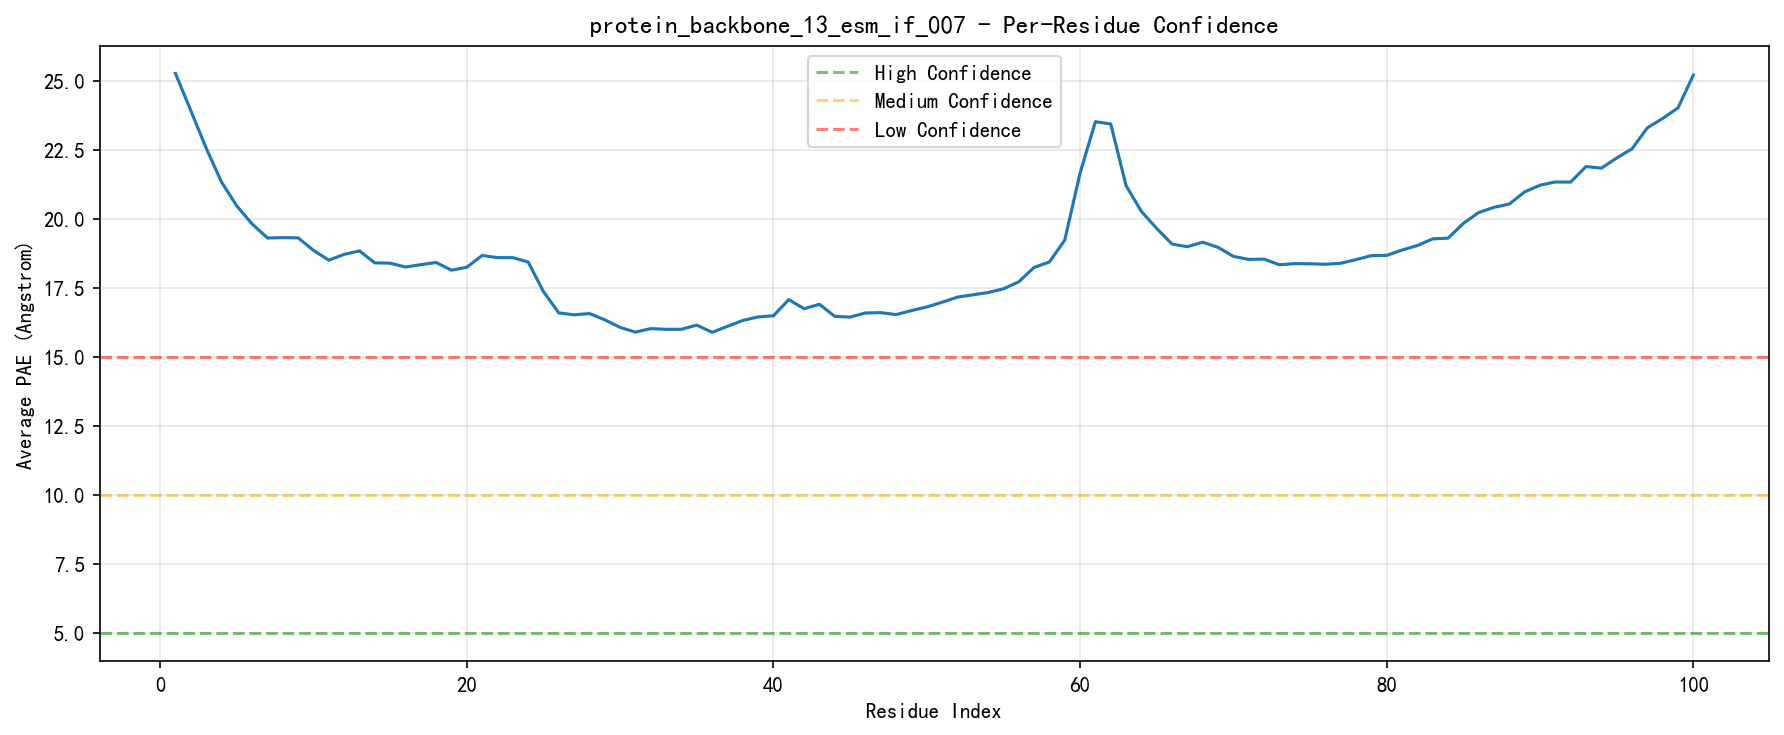 protein_backbone_13_esm_if_007 - Per-Residue Confidence
High Confidence
Medium Confidence
Low Confidence
Average PAE (Angstrom)
25.0
22.5
20.0
17.5
15.0
12.5
10.0
7.5
5.0
0 20 40 60 80 100
Residue Index